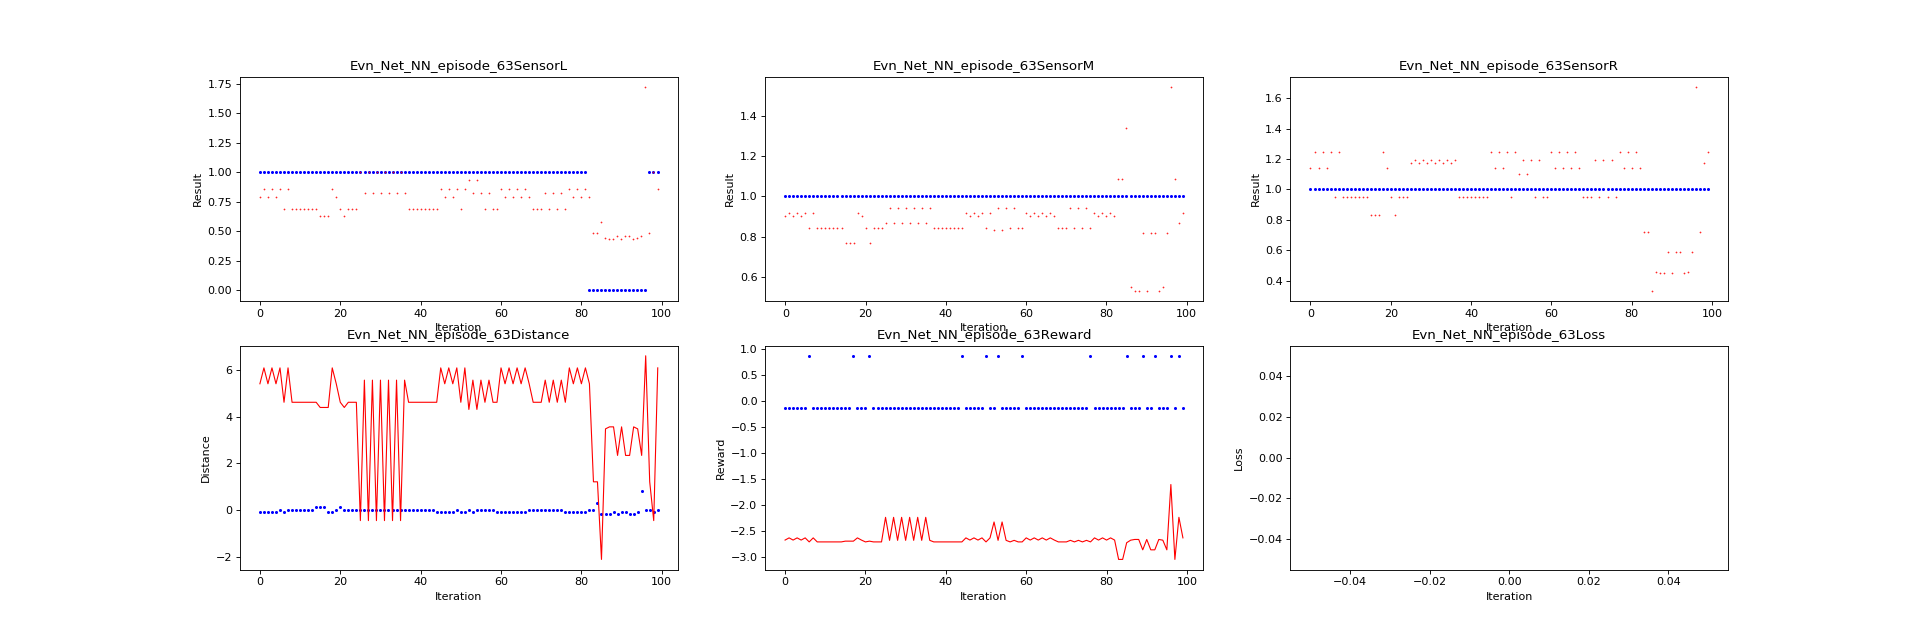 Evn_Net_NN_episode_63SensorL
Evn_Net_NN_episode_63SensorM
Evn_Net_NN_episode_63SensorR
Result
1.75
1.50
1.25
1.00
0.75
0.50
0.25
0.00
0 20 40 60 80 100
Iteration
Result
1.4
1.2
1.0
0.8
0.6
0 20 40 60 80 100
Iteration
Result
1.6
1.4
1.2
1.0
0.8
0.6
0.4
0 20 40 60 80 100
Iteration
Evn_Net_NN_episode_63Distance
Evn_Net_NN_episode_63Reward
Evn_Net_NN_episode_63Loss
Distance
6
4
2
0
−2
0 20 40 60 80 100
Iteration
Reward
1.0
0.5
0.0
−0.5
−1.0
−1.5
−2.0
−2.5
−3.0
0 20 40 60 80 100
Iteration
Loss
0.04
0.02
0.00
−0.02
−0.04
−0.04 −0.02 0.00 0.02 0.04
Iteration